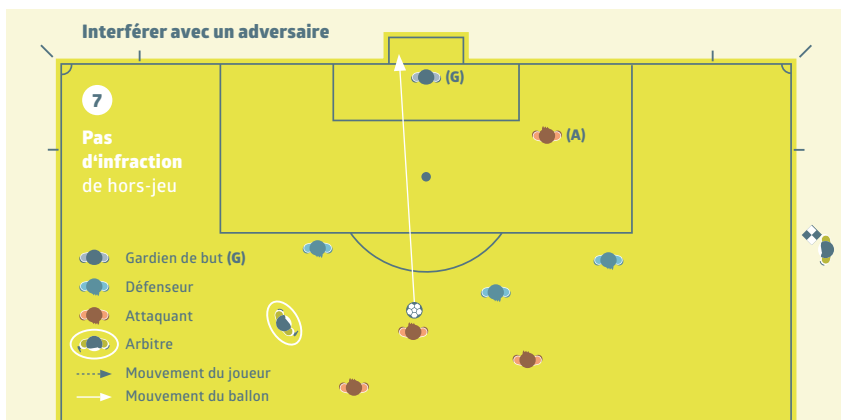 Interférer avec un adversaire
(G)
7
(A)
Pas
d'infraction
de hors-jeu
Gardien de but (G)
Défenseur
Attaquant
Arbitre
Mouvement du joueur
Mouvement du ballon